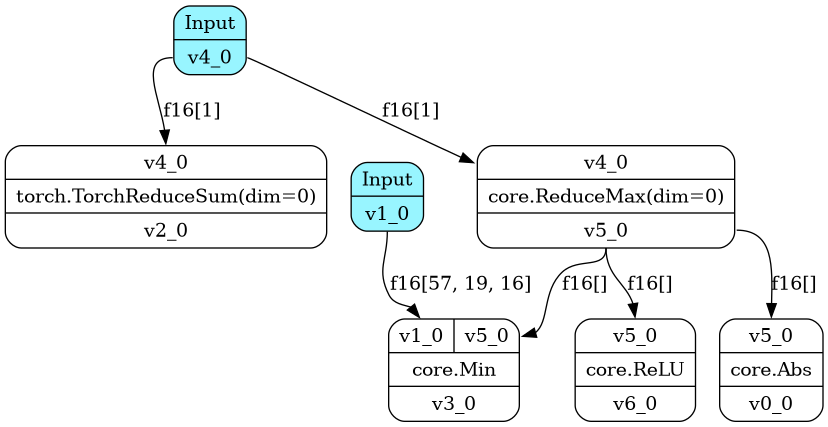 Input
v4_0
f16[1]
f16[1]
v4_0
torch.TorchReduceSum(dim=0)
v2_0
Input
v1_0
v4_0
core.ReduceMax(dim=0)
v5_0
f16[57, 19, 16]
f16[]
f16[]
f16[]
v1_0 v5_0
core.Min
v3_0
v5_0
core.ReLU
v6_0
v5_0
core.Abs
v0_0